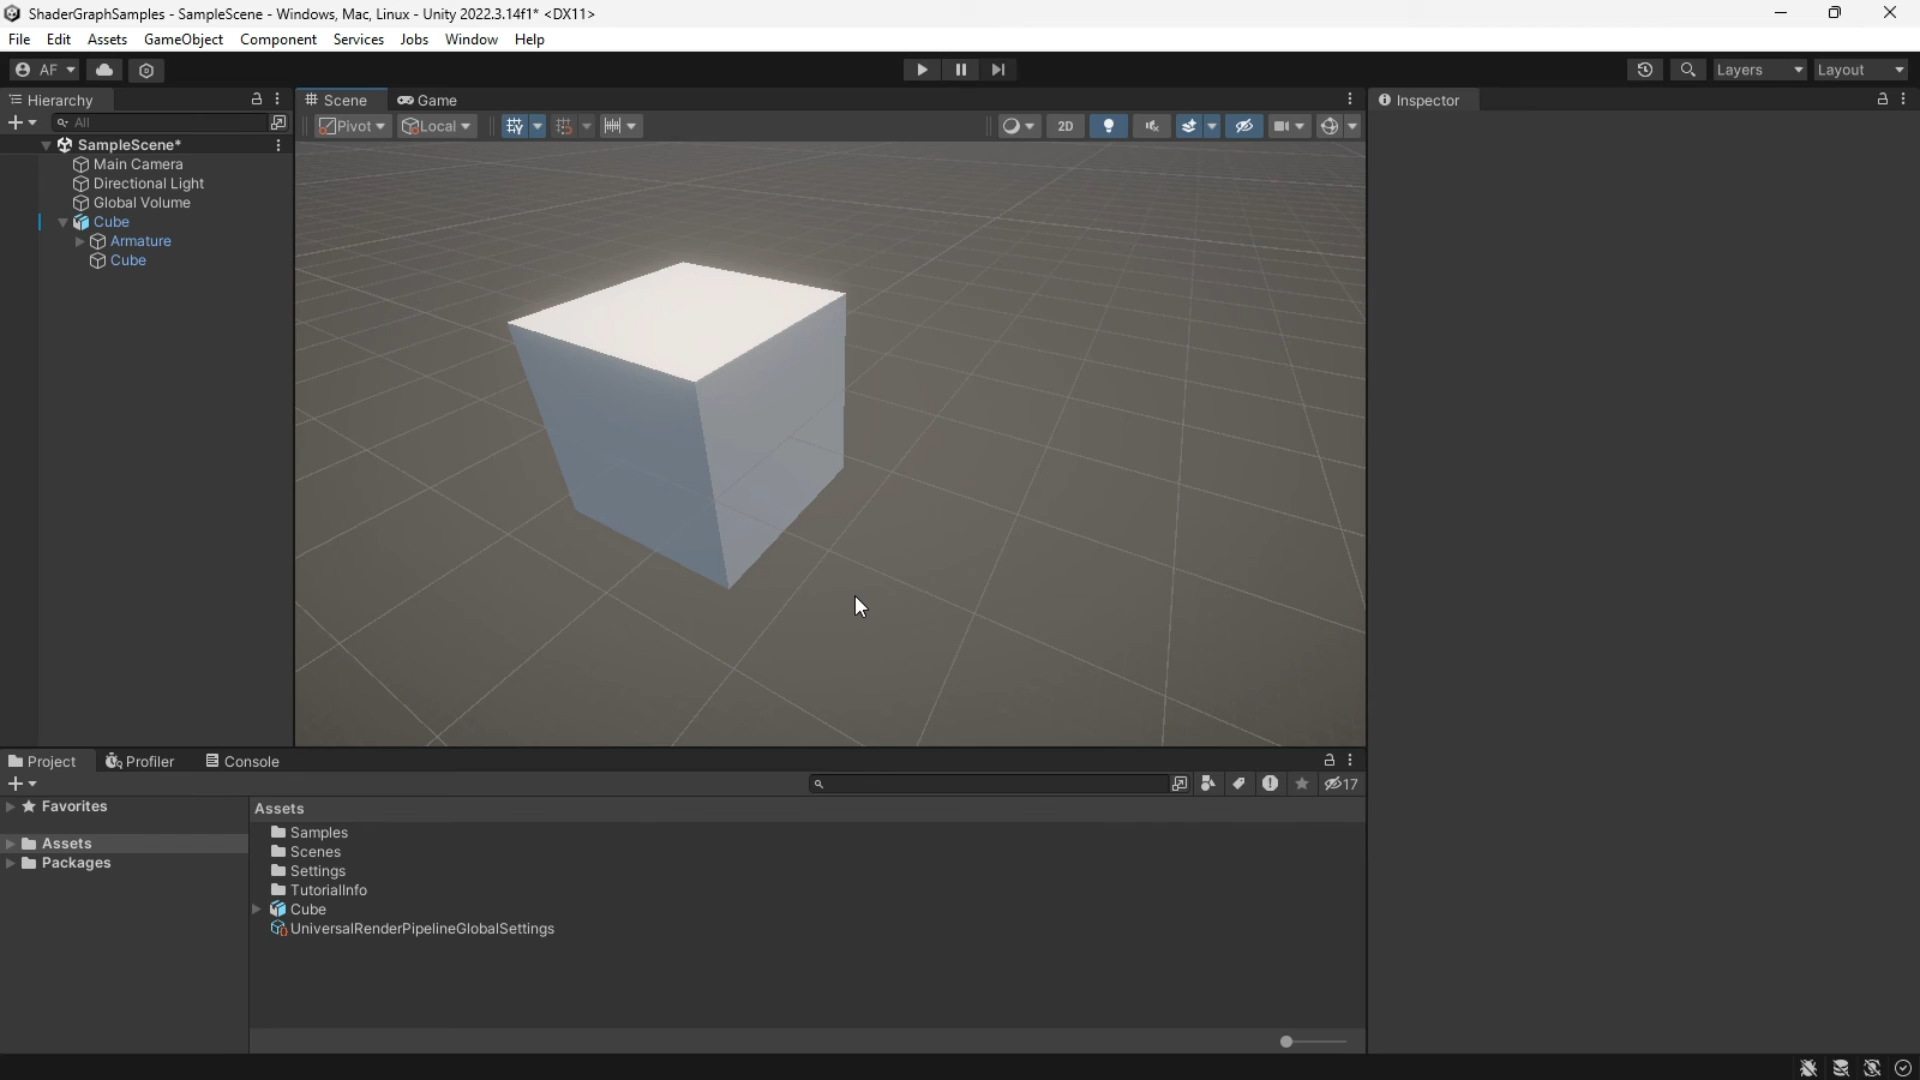 ShaderGraphSamples - SampleScene - Windows, Mac, Linux - Unity 2022.3.14f1* <DX11>
File Edit Assets GameObject Component Services Jobs Window Help
AF Layers Layout
Hierarchy
All
SampleScene*
Main Camera
Directional Light
Global Volume
Cube
Armature
Cube
Scene Game
Pivot Local 2D
Inspector
Project Profiler Console
17
Favorites
Assets
Packages
Assets
Samples
Scenes
Settings
TutorialInfo
Cube
UniversalRenderPipelineGlobalSettings